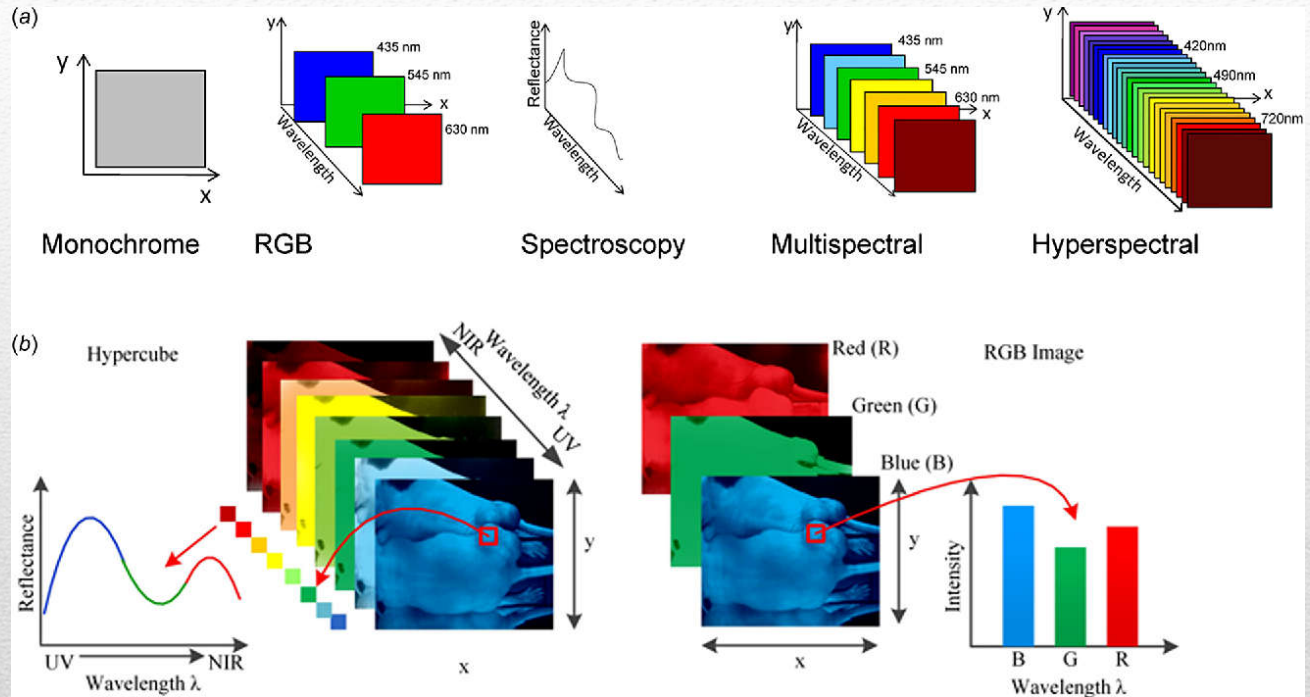 (a)
y
x
Monochrome
y
435 nm
545 nm
x
630 nm
Wavelength
RGB
Reflectance
Wavelength
Spectroscopy
y
435 nm
545 nm
630 nm
x
Wavelength
Multispectral
y
420nm
490nm
x
720nm
Wavelength
Hyperspectral
(b)
Hypercube
NIR
Wavelength λ
UV
Reflectance
UV
NIR
Wavelength λ
y
x
Red (R)
Green (G)
Blue (B)
RGB Image
y
x
Intensity
B
G
R
Wavelength λ